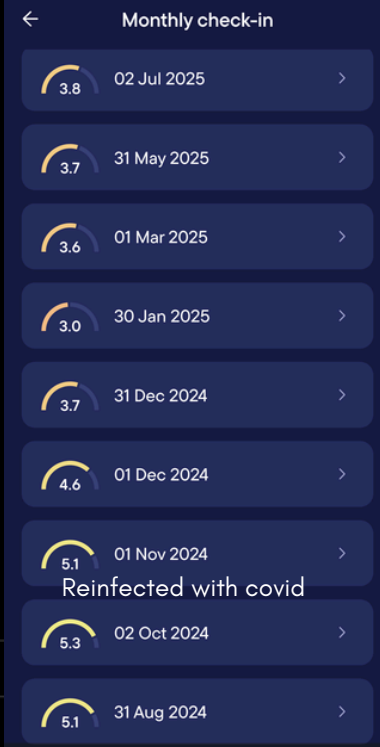 Monthly check-in
3.8 02 Jul 2025
3.7 31 May 2025
3.6 01 Mar 2025
3.0 30 Jan 2025
3.7 31 Dec 2024
4.6 01 Dec 2024
5.1 01 Nov 2024
Reinfected with covid
5.3 02 Oct 2024
5.1 31 Aug 2024